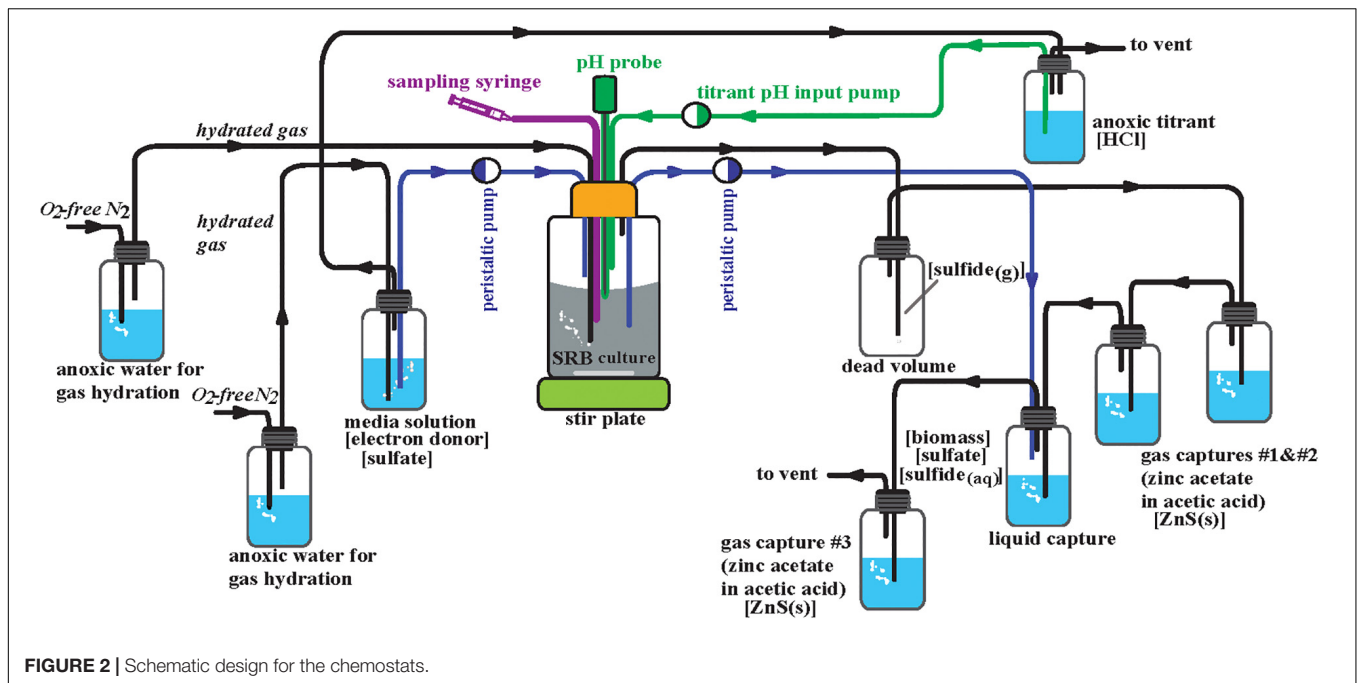 to vent
pH probe
sampling syringe
titrant pH input pump
anoxic titrant
[HCl]
hydrated gas
O2-free N2
hydrated
gas
peristaltic pump
peristaltic pump
[sulfide(g)]
anoxic water for
gas hydration
SRB culture
dead volume
O2-free N2
stir plate
media solution
[electron donor]
[sulfate]
[biomass]
[sulfate]
[sulfide(aq)]
gas captures #1&#2
(zinc acetate
in acetic acid)
[ZnS(s)]
to vent
liquid capture
anoxic water for
gas hydration
gas capture #3
(zinc acetate
in acetic acid)
[ZnS(s)]
FIGURE 2 | Schematic design for the chemostats.